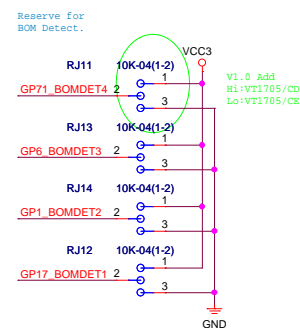 Reserve for
BOM Detect.
VCC3
RJ11 10K-04(1-2)
1
GP71_BOMDET4 2
3
V1.0 Add
Hi:VT1705/CD
Lo:VT1705/CE
RJ13 10K-04(1-2)
1
GP6_BOMDET3 2
3
RJ14 10K-04(1-2)
1
GP1_BOMDET2 2
3
RJ12 10K-04(1-2)
1
GP17_BOMDET1 2
3
GND